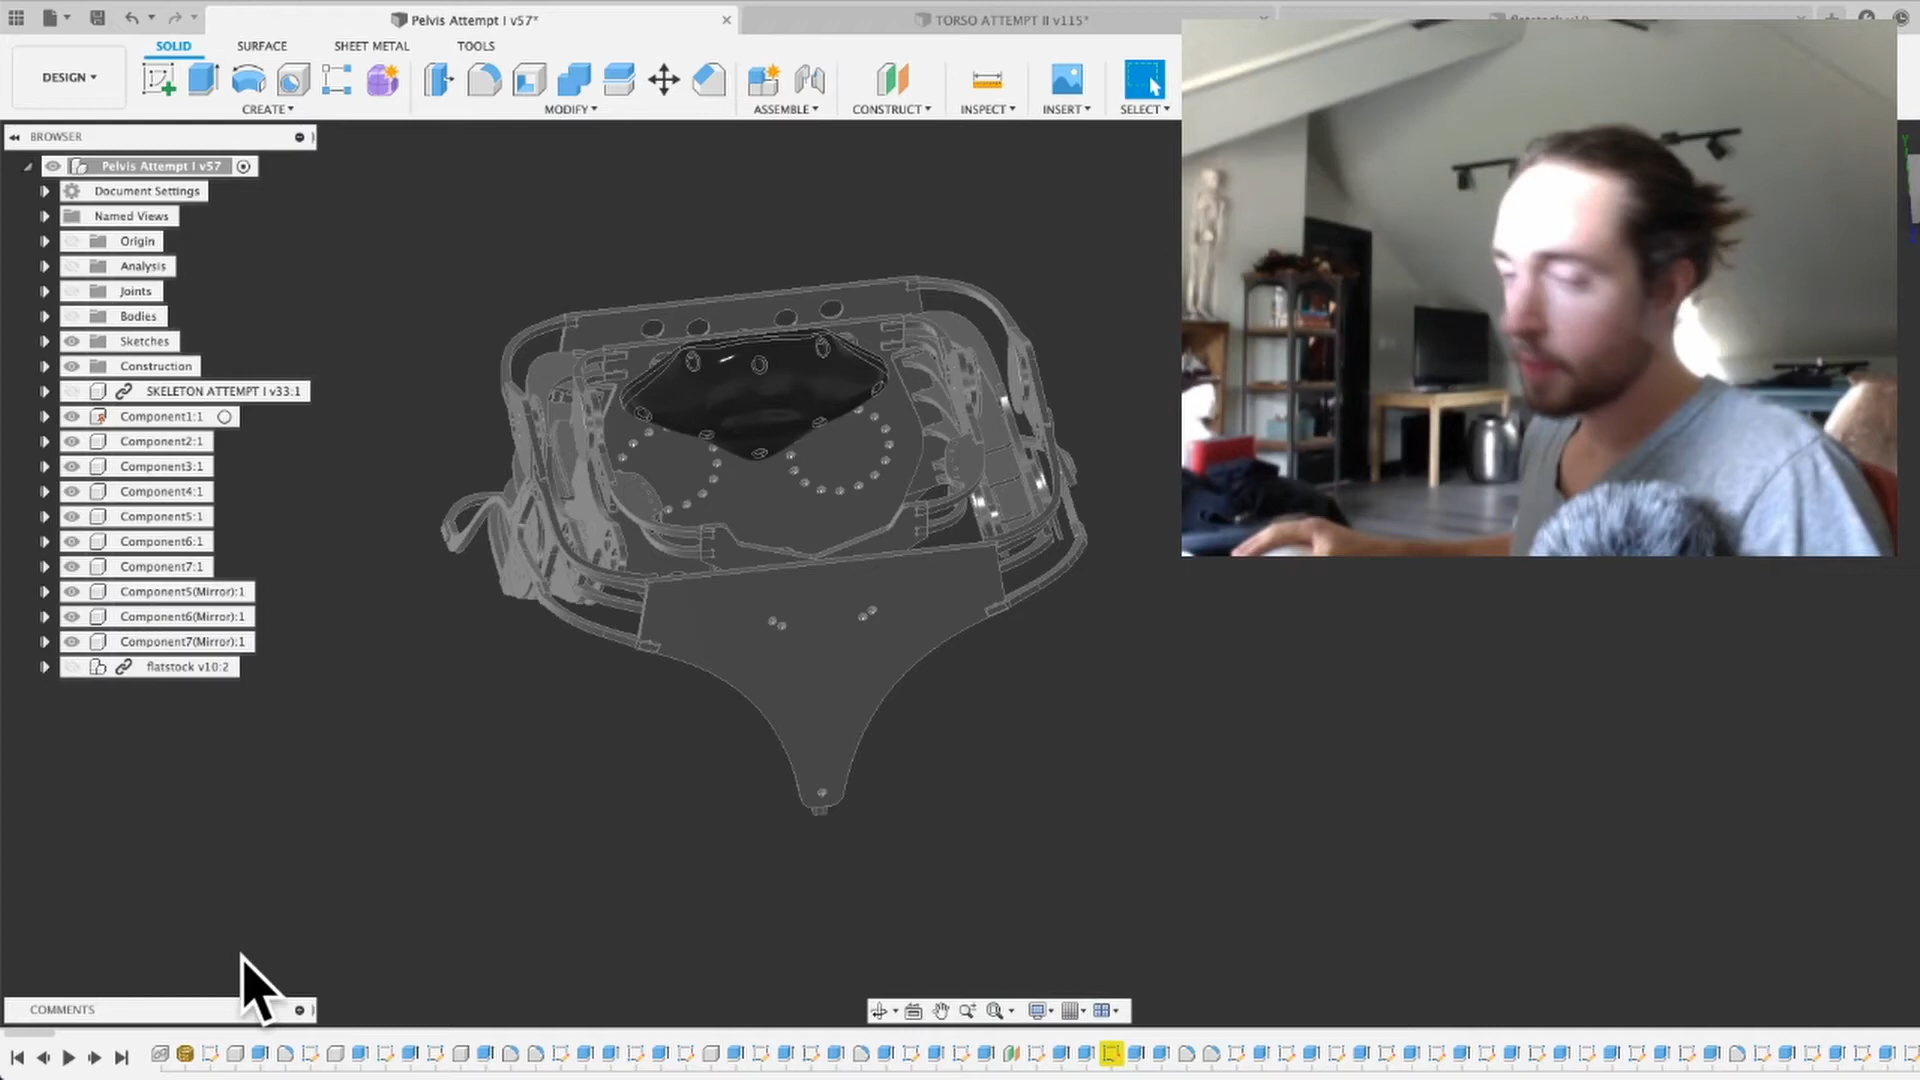 Pelvis Attempt I v57*
TORSO ATTEMPT II v115*
DESIGN
SOLID
SURFACE
SHEET METAL
TOOLS
CREATE
MODIFY
ASSEMBLE
CONSTRUCT
INSPECT
INSERT
SELECT
BROWSER
Pelvis Attempt I v57
Document Settings
Named Views
Origin
Analysis
Joints
Bodies
Sketches
Construction
SKELETON ATTEMPT I v33:1
Component1:1
Component2:1
Component3:1
Component4:1
Component5:1
Component6:1
Component7:1
Component5(Mirror):1
Component6(Mirror):1
Component7(Mirror):1
flatstock v10:2
COMMENTS